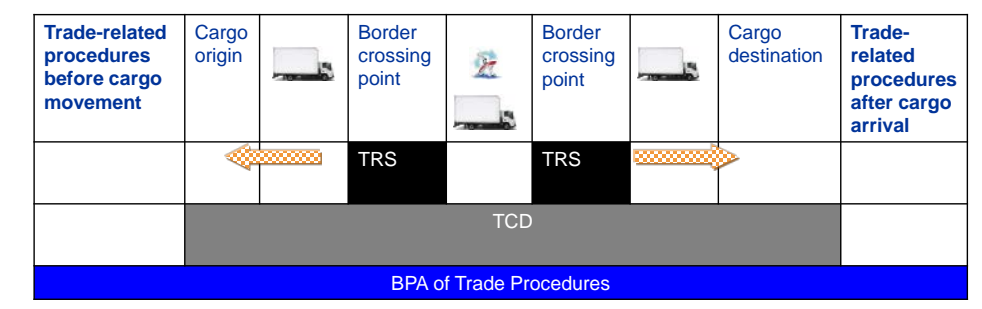 Trade-related
procedures
before cargo
movement
Cargo
origin
Border
crossing
point
Border
crossing
point
Cargo
destination
Trade-
related
procedures
after cargo
arrival
TRS
TRS
TCD
BPA of Trade Procedures